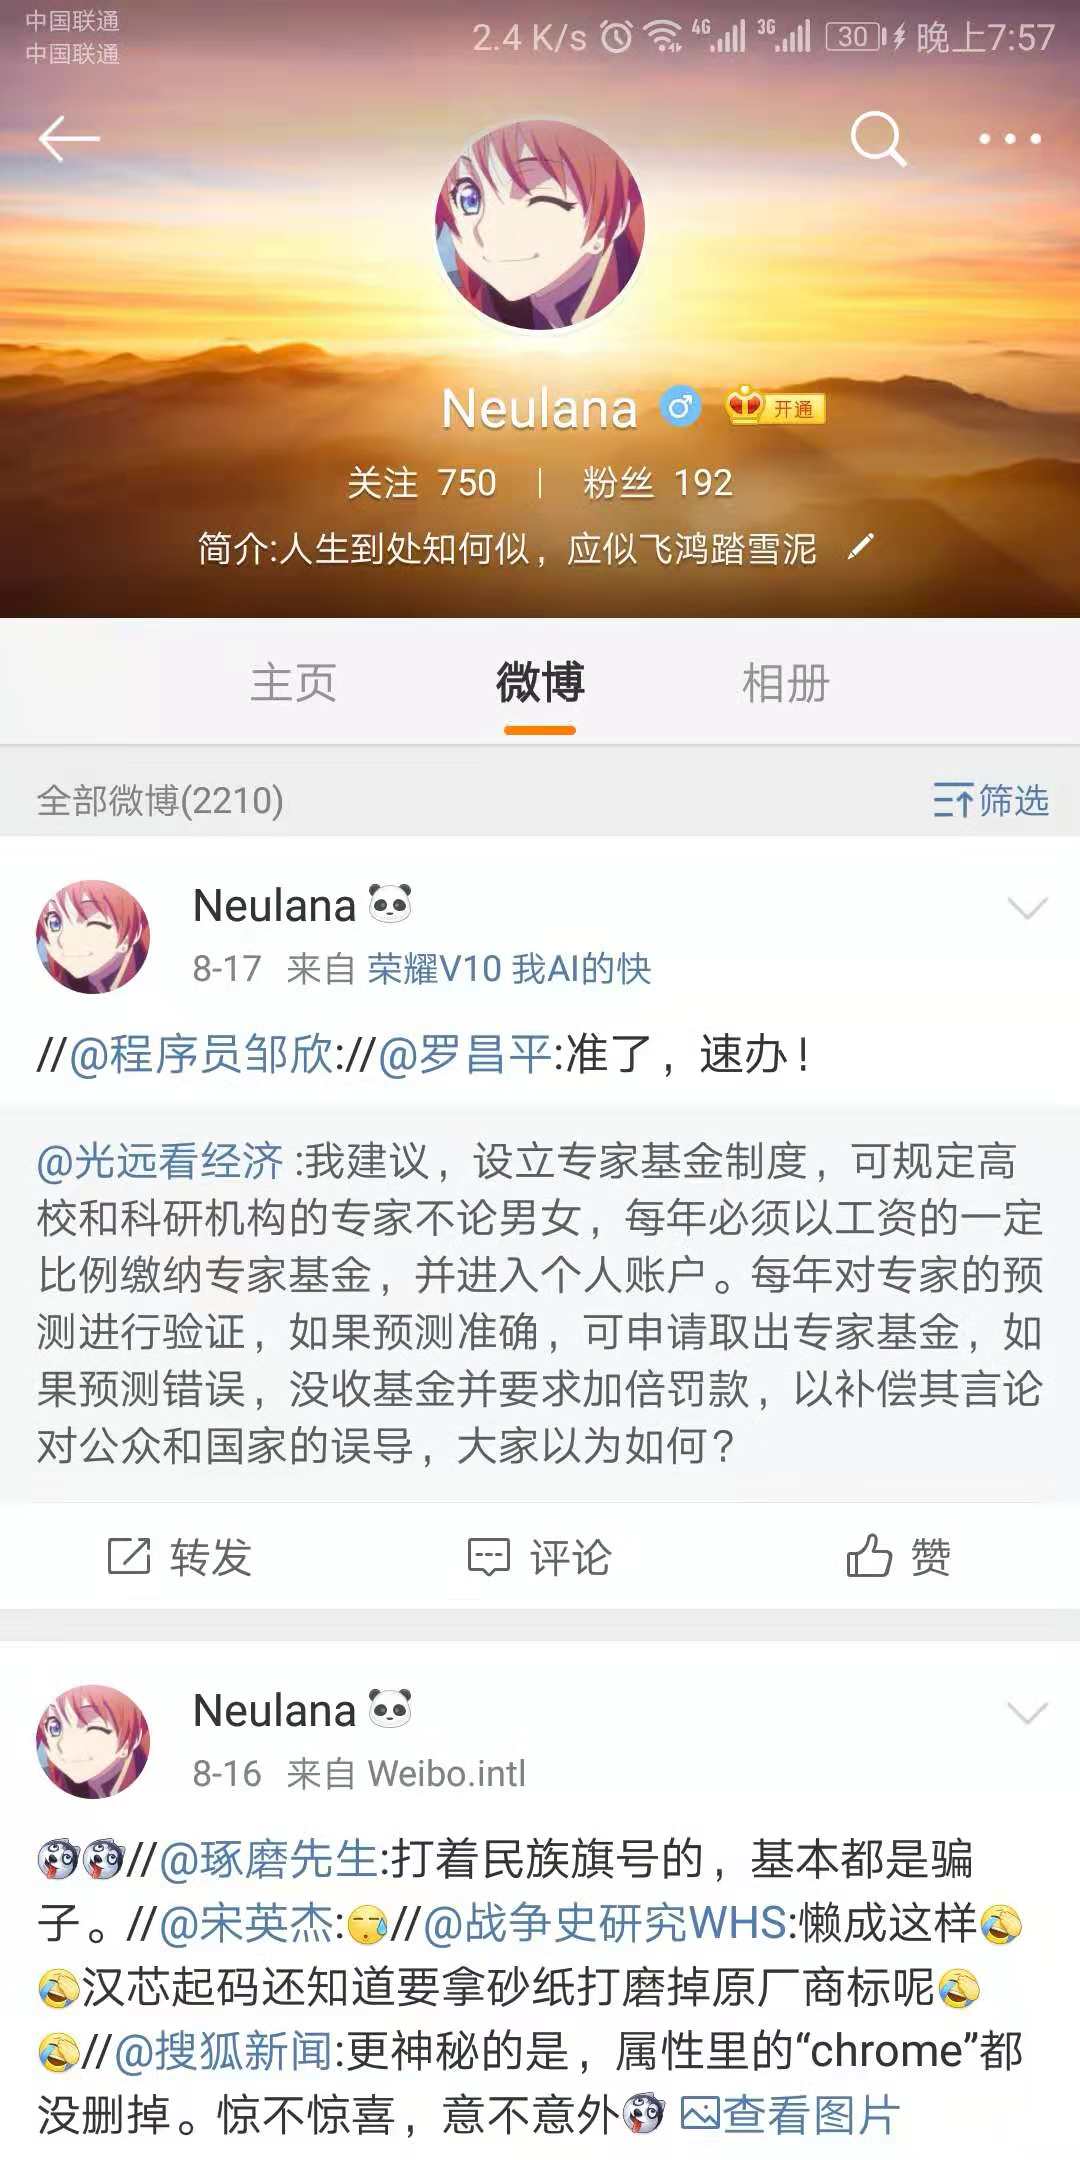 中国联通
中国联通
2.4 K/s 4G 3G 30 晚上7:57
Neulana 开通
关注 750 | 粉丝 192
简介:人生到处知何似，应似飞鸿踏雪泥
主页 微博 相册
全部微博(2210) 筛选
Neulana
8-17 来自 荣耀V10 我AI的快
//@程序员邹欣://@罗昌平:准了，速办！
@光远看经济 :我建议，设立专家基金制度，可规定高
校和科研机构的专家不论男女，每年必须以工资的一定
比例缴纳专家基金，并进入个人账户。每年对专家的预
测进行验证，如果预测准确，可申请取出专家基金，如
果预测错误，没收基金并要求加倍罚款，以补偿其言论
对公众和国家的误导，大家以为如何？
转发 评论 赞
Neulana
8-16 来自 Weibo.intl
//@琢磨先生:打着民族旗号的，基本都是骗
子。//@宋英杰://@战争史研究WHS:懒成这样
汉芯起码还知道要拿砂纸打磨掉原厂商标呢
//@搜狐新闻:更神秘的是，属性里的“chrome”都
没删掉。惊不惊喜，意不意外 查看图片